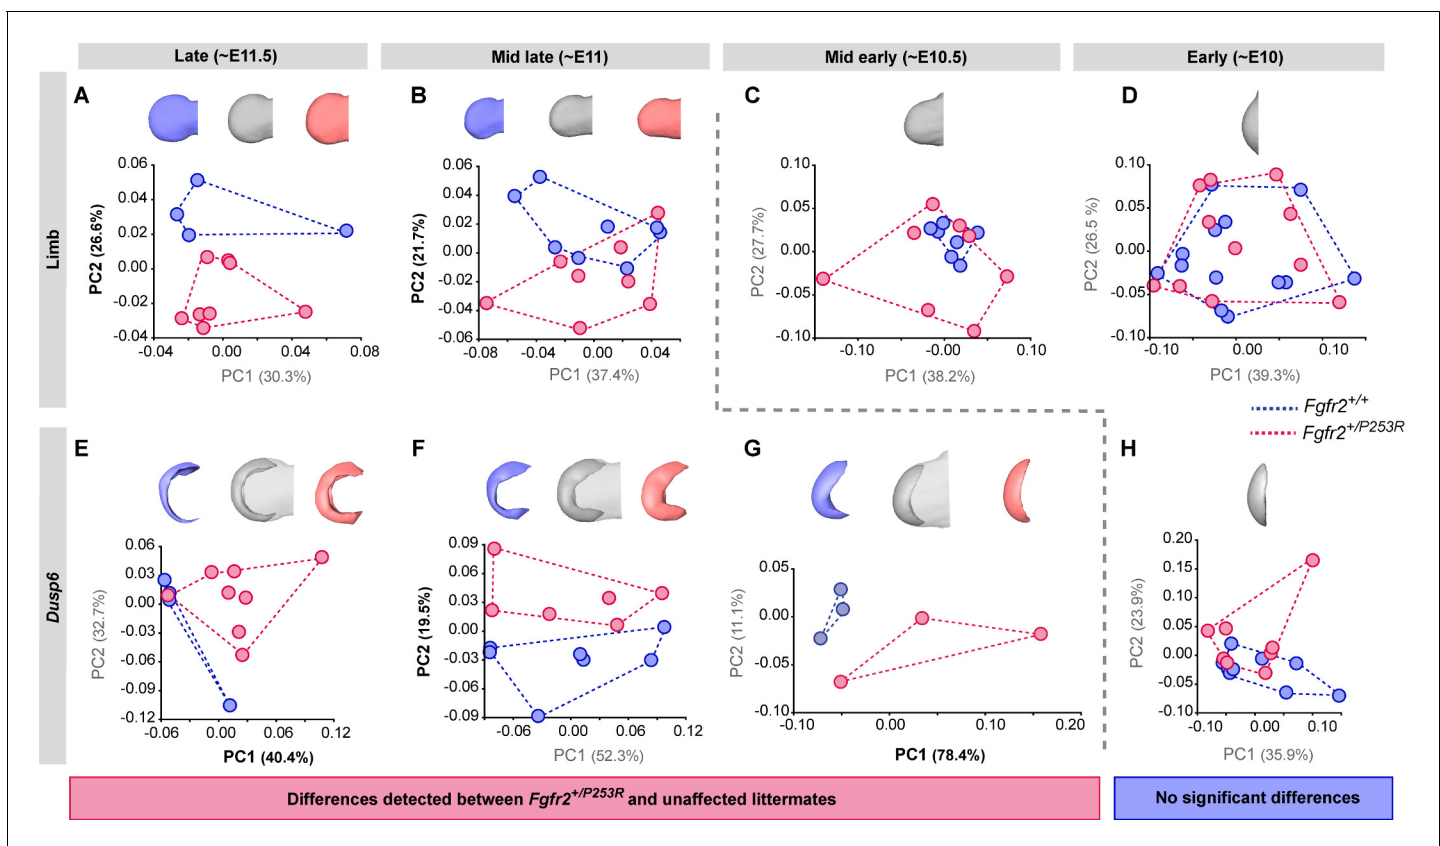 Late (~E11.5)
Mid late (~E11)
Mid early (~E10.5)
Early (~E10)
Limb
A
B
C
D
PC2 (26.6%)
0.06
0.04
0.02
0.00
-0.02
-0.04
-0.04
0.00
0.04
0.08
PC1 (30.3%)
PC2 (21.7%)
0.06
0.04
0.02
0.00
-0.02
-0.04
-0.06
-0.08
-0.04
0.00
0.04
PC1 (37.4%)
PC2 (27.7%)
0.10
0.05
0.00
-0.05
-0.10
-0.10
-0.00
0.10
PC1 (38.2%)
PC2 (26.5 %)
0.10
0.05
0.00
-0.05
-0.10
-0.10
0.00
0.10
PC1 (39.3%)
Fgfr2+/+
Fgfr2+/P253R
Dusp6
E
F
G
H
PC2 (32.7%)
0.06
0.03
0.00
-0.03
-0.06
-0.09
-0.12
-0.06
0.00
0.06
0.12
PC1 (40.4%)
PC2 (19.5%)
0.09
0.06
0.03
0.00
-0.03
-0.06
-0.09
-0.06
0.00
0.06
0.12
PC1 (52.3%)
PC2 (11.1%)
0.05
0.00
-0.05
-0.10
-0.10
0.00
0.10
0.20
PC1 (78.4%)
PC2 (23.9%)
0.20
0.15
0.10
0.05
0.00
-0.05
-0.10
-0.10
0.00
0.10
PC1 (35.9%)
Differences detected between Fgfr2+/P253R and unaffected littermates
No significant differences